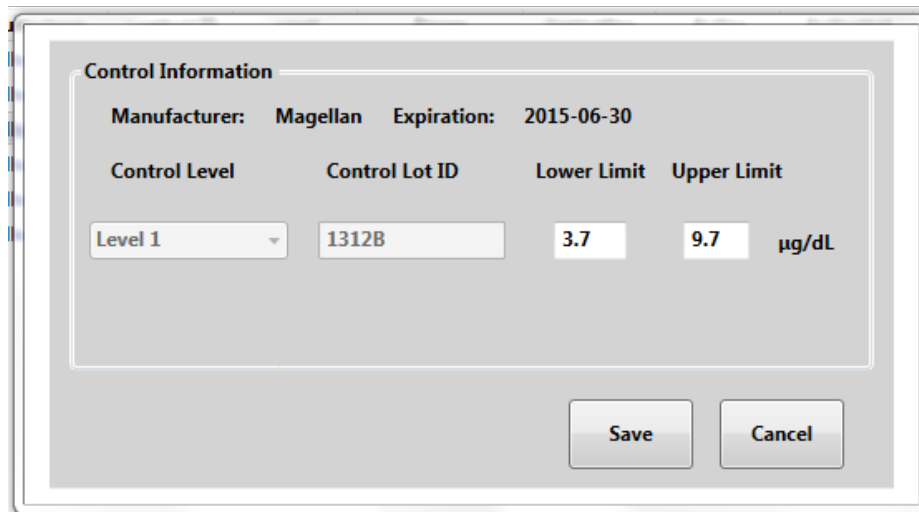 Control Information
Manufacturer: Magellan Expiration: 2015-06-30
Control Level Control Lot ID Lower Limit Upper Limit
Level 1 1312B 3.7 9.7 µg/dL
Save Cancel